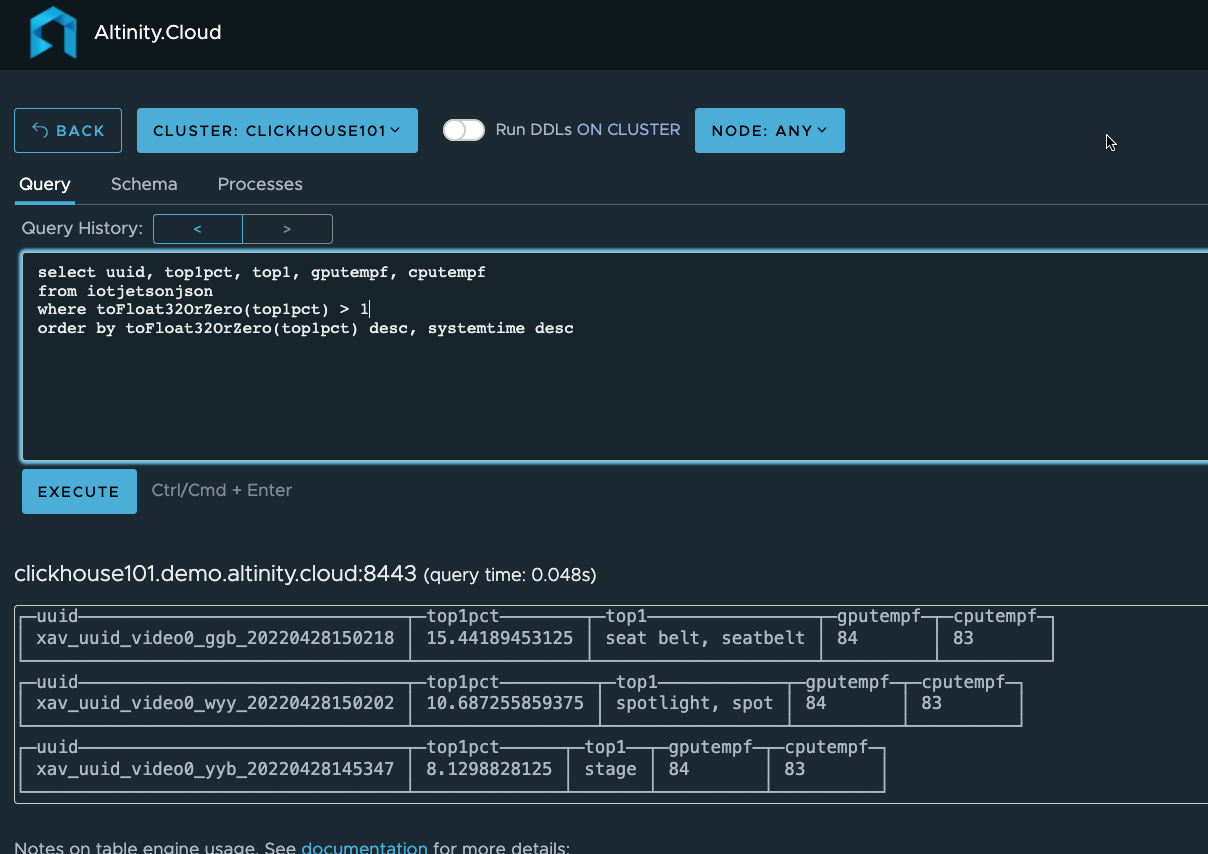 Altinity.Cloud
BACK CLUSTER: CLICKHOUSE101 Run DDLs ON CLUSTER NODE: ANY
Query Schema Processes
Query History: < >
select uuid, top1pct, top1, gputempf, cputempf
from iotjetsonjson
where toFloat32OrZero(top1pct) > 1
order by toFloat32OrZero(top1pct) desc, systemtime desc
EXECUTE Ctrl/Cmd + Enter
clickhouse101.demo.altinity.cloud:8443 (query time: 0.048s)
uuid top1pct top1 gputempf cputempf
xav_uuid_video0_ggb_20220428150218 15.44189453125 seat belt, seatbelt 84 83
uuid top1pct top1 gputempf cputempf
xav_uuid_video0_wyy_20220428150202 10.687255859375 spotlight, spot 84 83
uuid top1pct top1 gputempf cputempf
xav_uuid_video0_yyb_20220428145347 8.1298828125 stage 84 83
Notes on table engine usage. See documentation for more details: